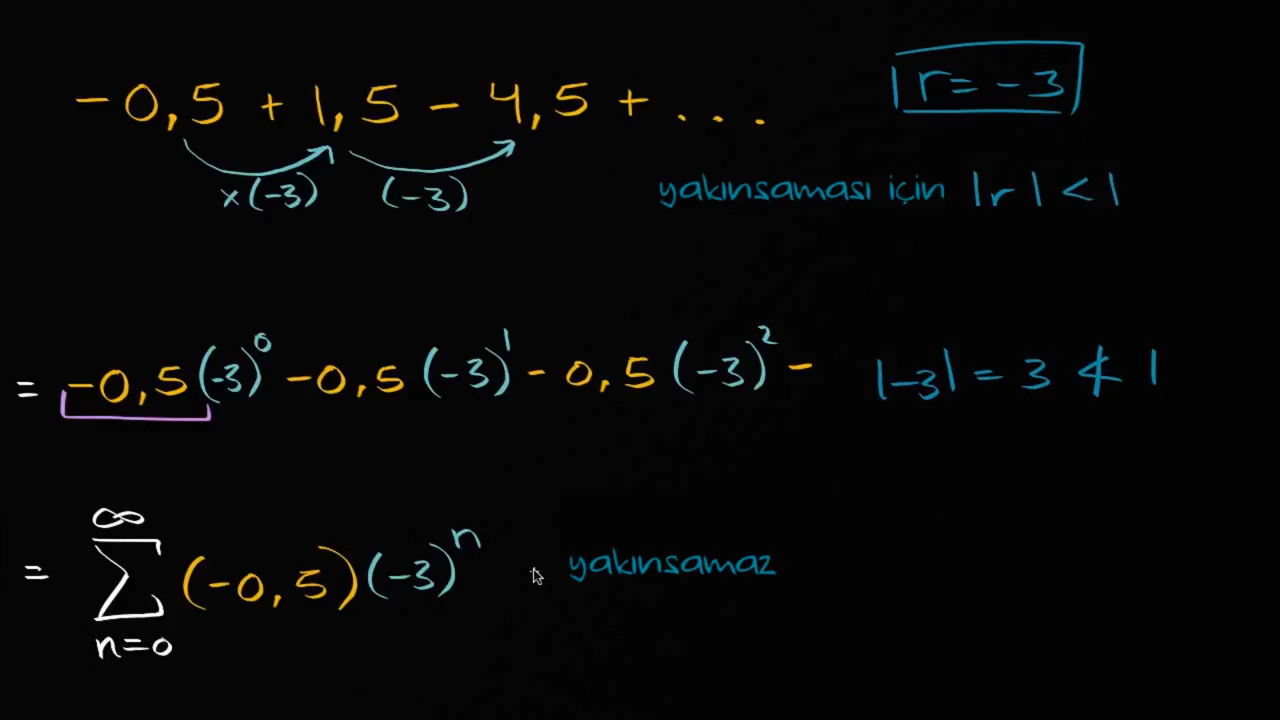 -0,5 + 1,5 - 4,5 + ...
r = -3
x(-3) (-3)
yakınsaması için |r| < 1
= -0,5(-3)^0 -0,5(-3)^1 - 0,5(-3)^2 -
|-3| = 3 ≮ 1
∞
= Σ (-0,5)(-3)^n yakınsamaz
n=0